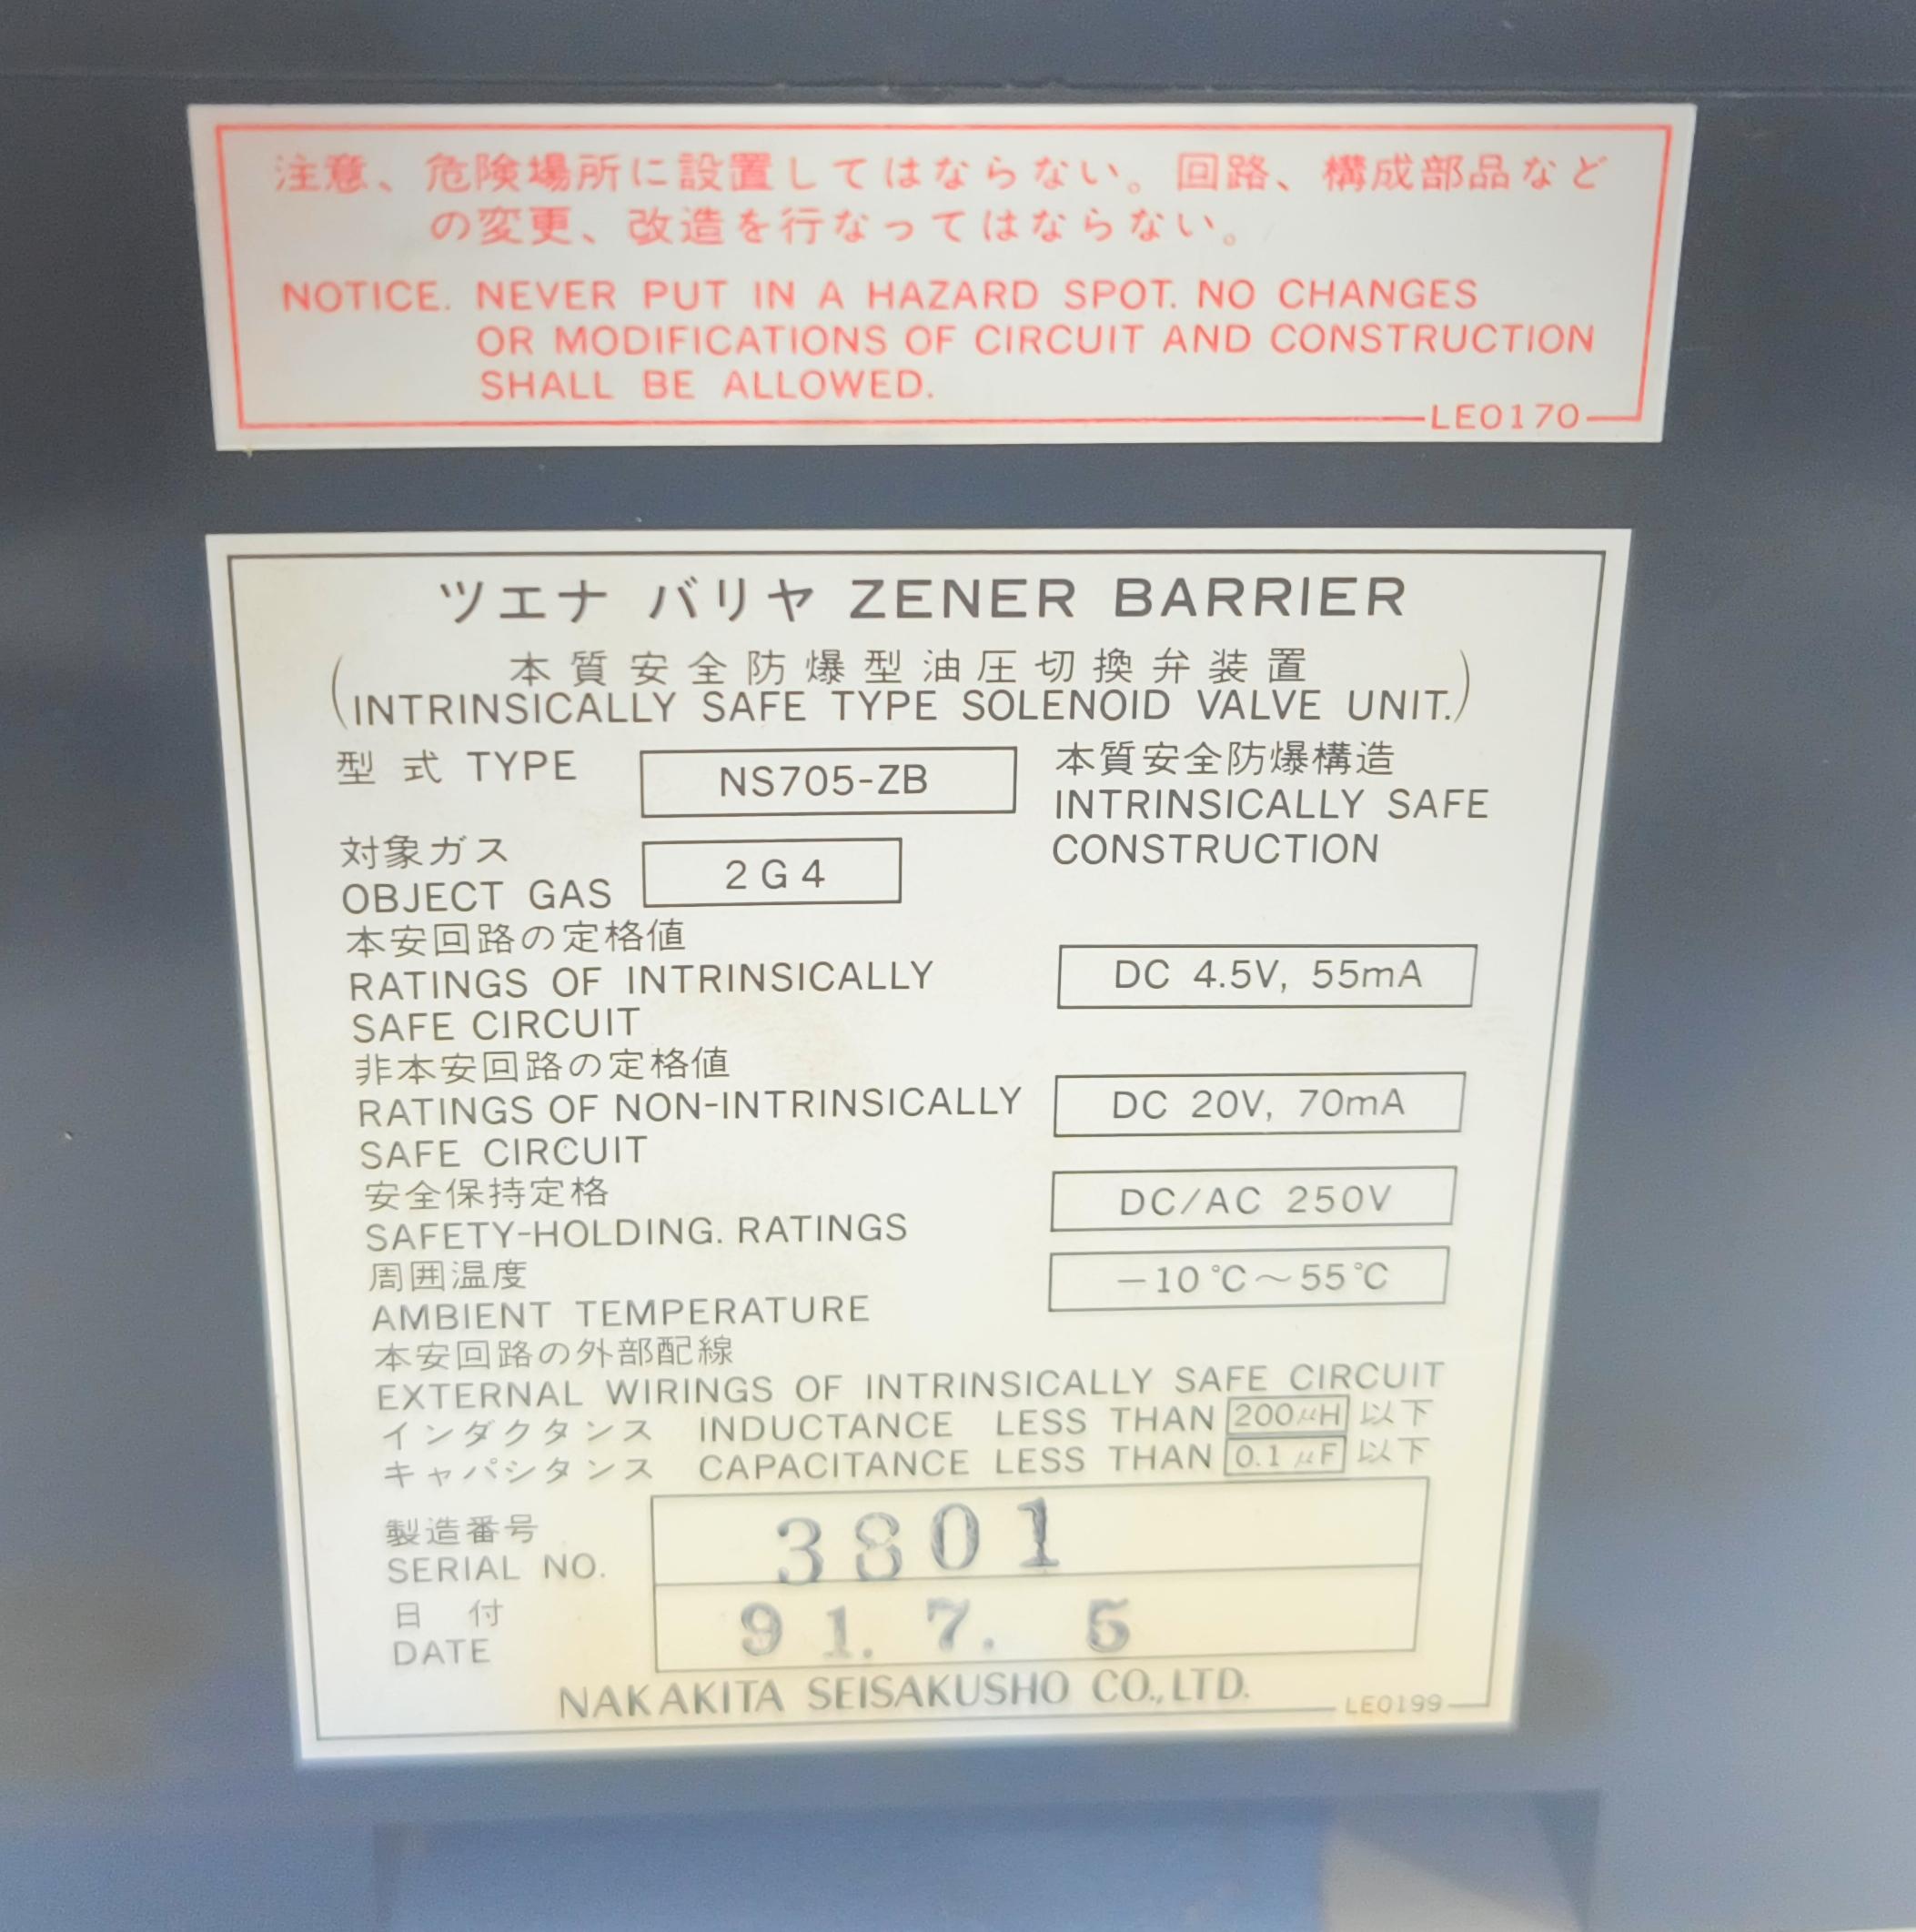 注意、危険場所に設置してはならない。回路、構成部品など
の変更、改造を行なってはならない。
NOTICE. NEVER PUT IN A HAZARD SPOT. NO CHANGES
OR MODIFICATIONS OF CIRCUIT AND CONSTRUCTION
SHALL BE ALLOWED.
LE0170
ツエナ バリヤ ZENER BARRIER
(本質安全防爆型油圧切換弁装置
INTRINSICALLY SAFE TYPE SOLENOID VALVE UNIT.)
型式 TYPE NS705-ZB
本質安全防爆構造
INTRINSICALLY SAFE
CONSTRUCTION
対象ガス
OBJECT GAS 2G4
本安回路の定格値
RATINGS OF INTRINSICALLY
SAFE CIRCUIT
DC 4.5V, 55mA
非本安回路の定格値
RATINGS OF NON-INTRINSICALLY
SAFE CIRCUIT
DC 20V, 70mA
安全保持定格
SAFETY-HOLDING. RATINGS
DC/AC 250V
周囲温度
AMBIENT TEMPERATURE
-10℃~55℃
本安回路の外部配線
EXTERNAL WIRINGS OF INTRINSICALLY SAFE CIRCUIT
インダクタンス INDUCTANCE LESS THAN 200μH 以下
キャパシタンス CAPACITANCE LESS THAN 0.1μF 以下
製造番号
SERIAL NO. 3801
日付
DATE 91. 7. 5
NAKAKITA SEISAKUSHO CO., LTD.
LE0199